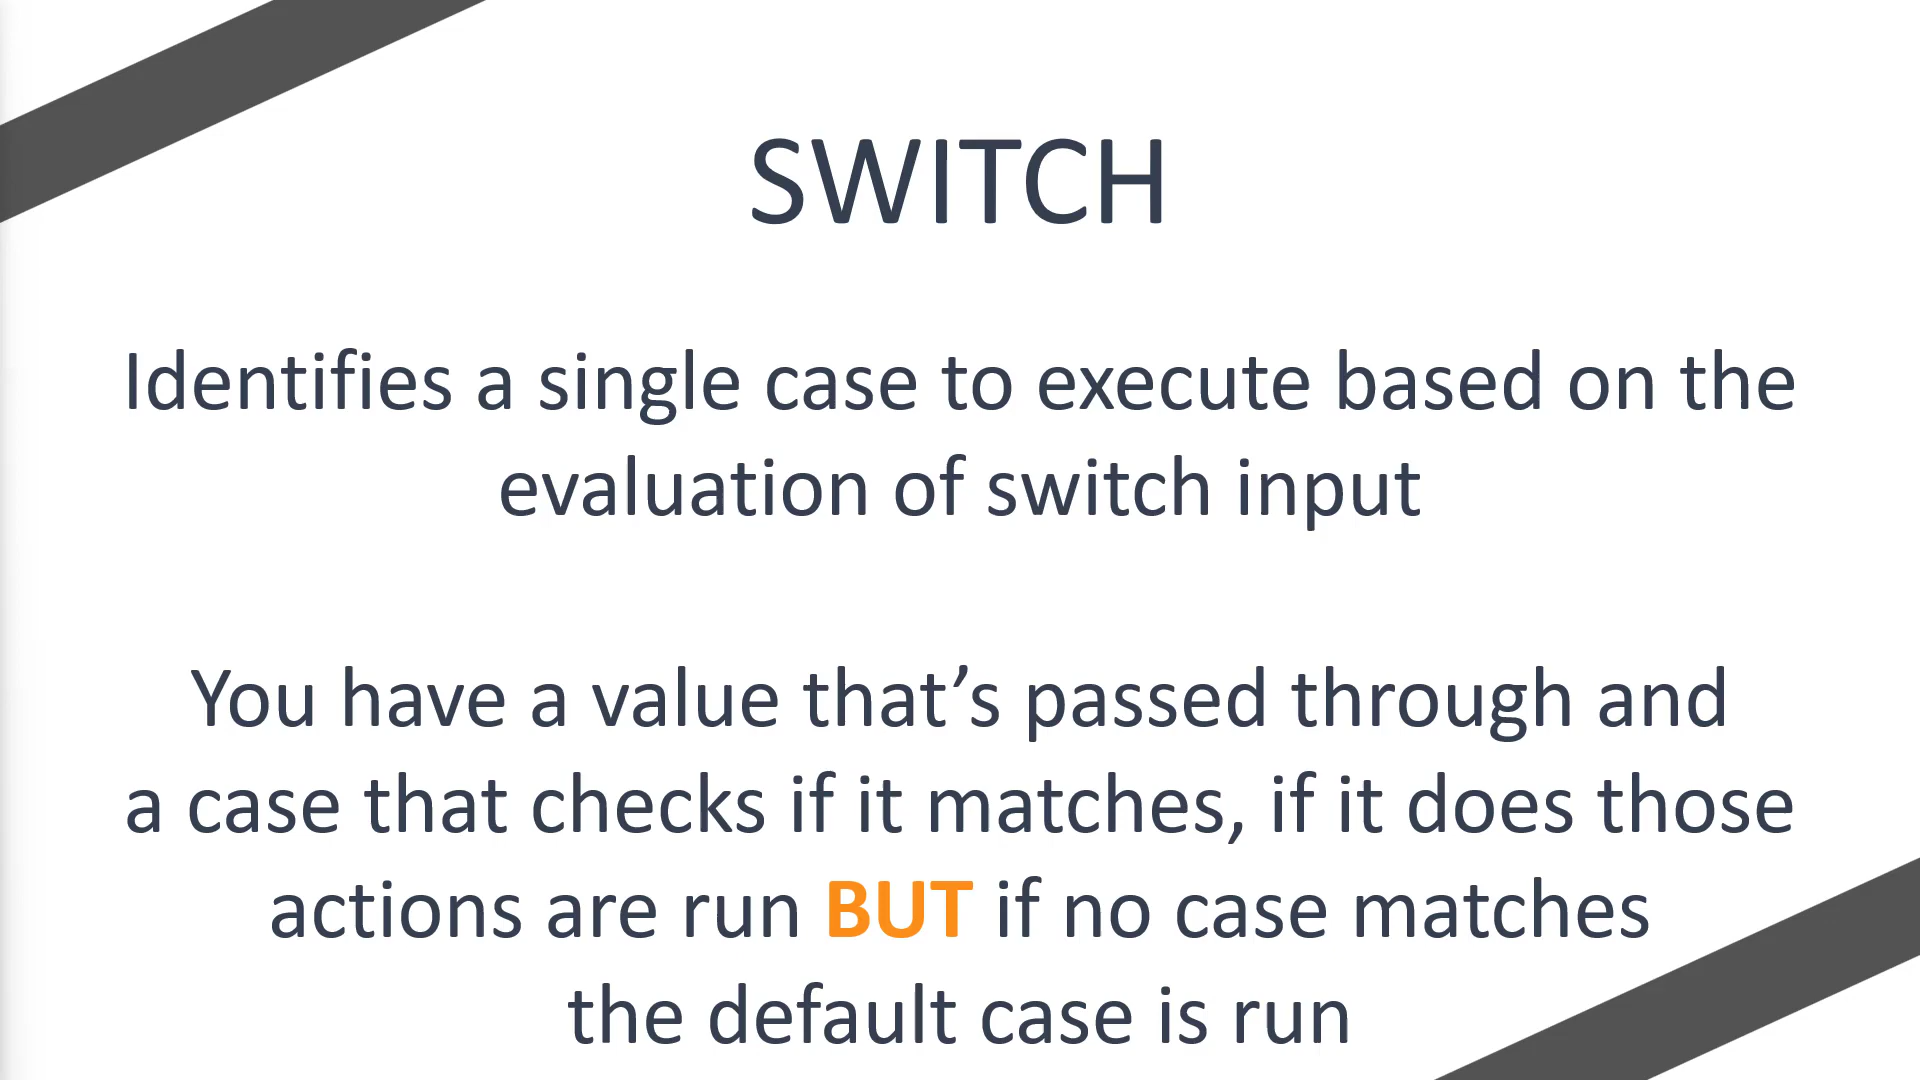 SWITCH
Identifies a single case to execute based on the
evaluation of switch input
You have a value that’s passed through and
a case that checks if it matches, if it does those
actions are run BUT if no case matches
the default case is run